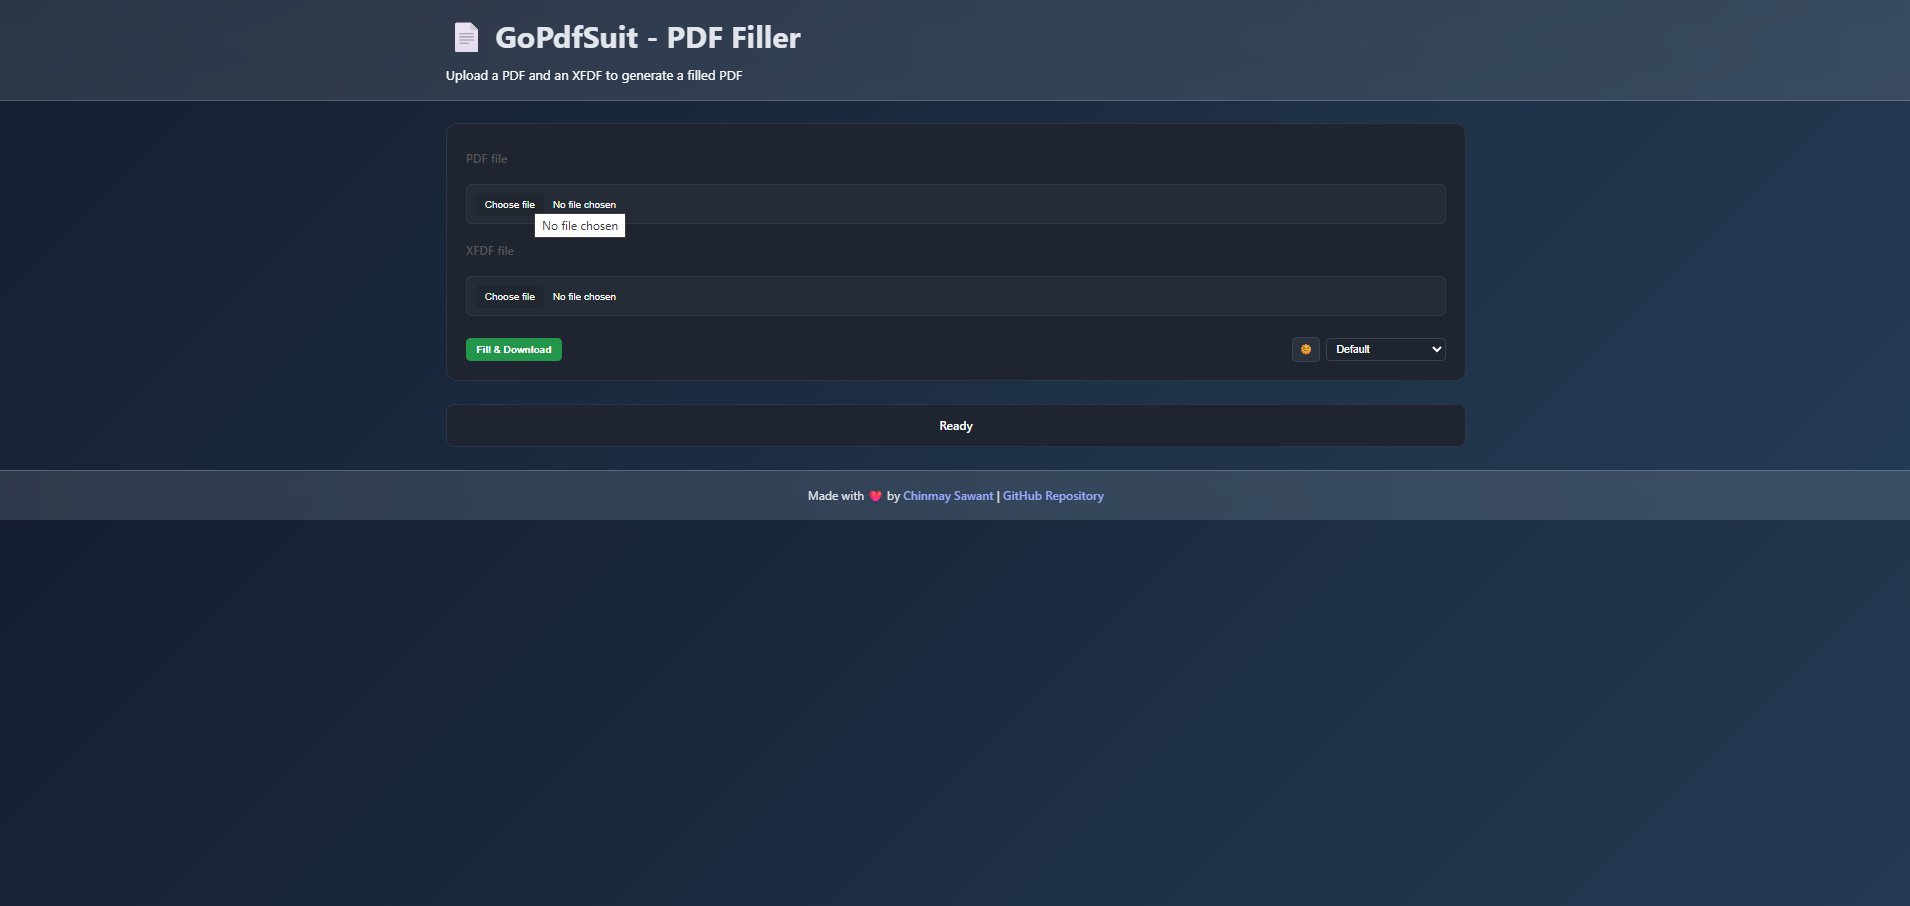 GoPdfSuit - PDF Filler
Upload a PDF and an XFDF to generate a filled PDF
PDF file
Choose file No file chosen
No file chosen
XFDF file
Choose file No file chosen
Fill & Download
Default
Ready
Made with ❤️ by Chinmay Sawant | GitHub Repository